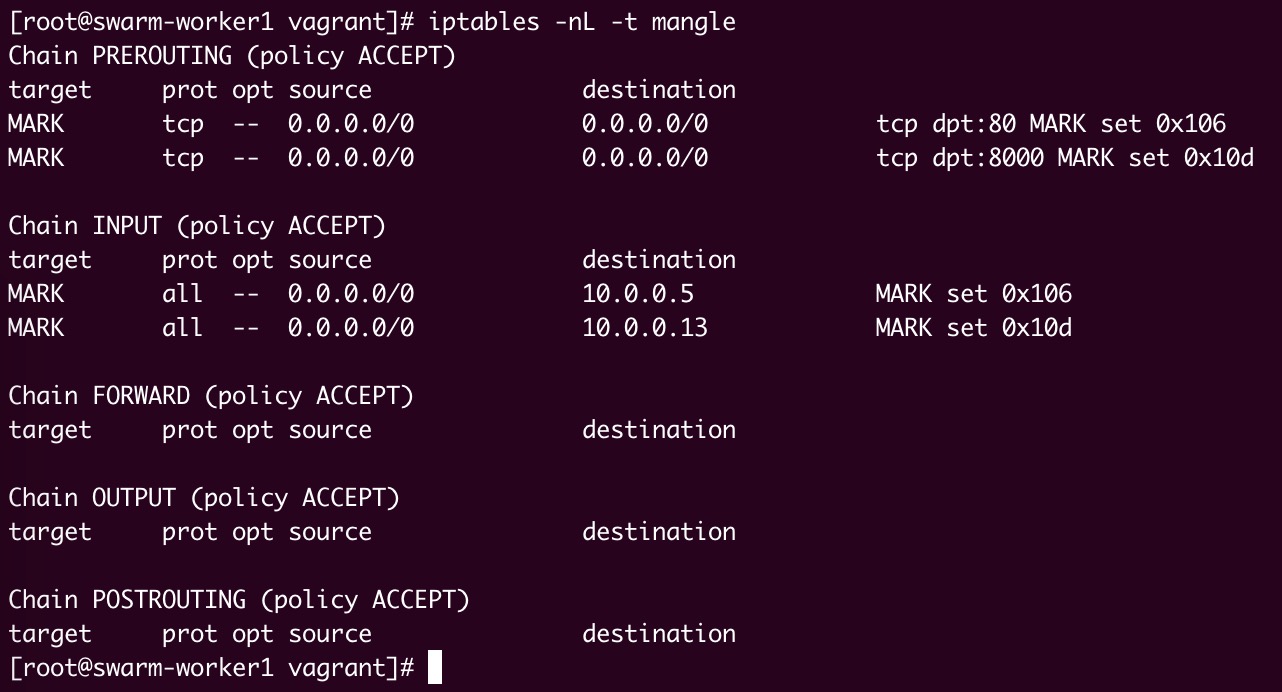 [root@swarm-worker1 vagrant]# iptables -nL -t mangle
Chain PREROUTING (policy ACCEPT)
target     prot opt source               destination
MARK       tcp  --  0.0.0.0/0            0.0.0.0/0            tcp dpt:80 MARK set 0x106
MARK       tcp  --  0.0.0.0/0            0.0.0.0/0            tcp dpt:8000 MARK set 0x10d

Chain INPUT (policy ACCEPT)
target     prot opt source               destination
MARK       all  --  0.0.0.0/0            10.0.0.5             MARK set 0x106
MARK       all  --  0.0.0.0/0            10.0.0.13            MARK set 0x10d

Chain FORWARD (policy ACCEPT)
target     prot opt source               destination

Chain OUTPUT (policy ACCEPT)
target     prot opt source               destination

Chain POSTROUTING (policy ACCEPT)
target     prot opt source               destination
[root@swarm-worker1 vagrant]#